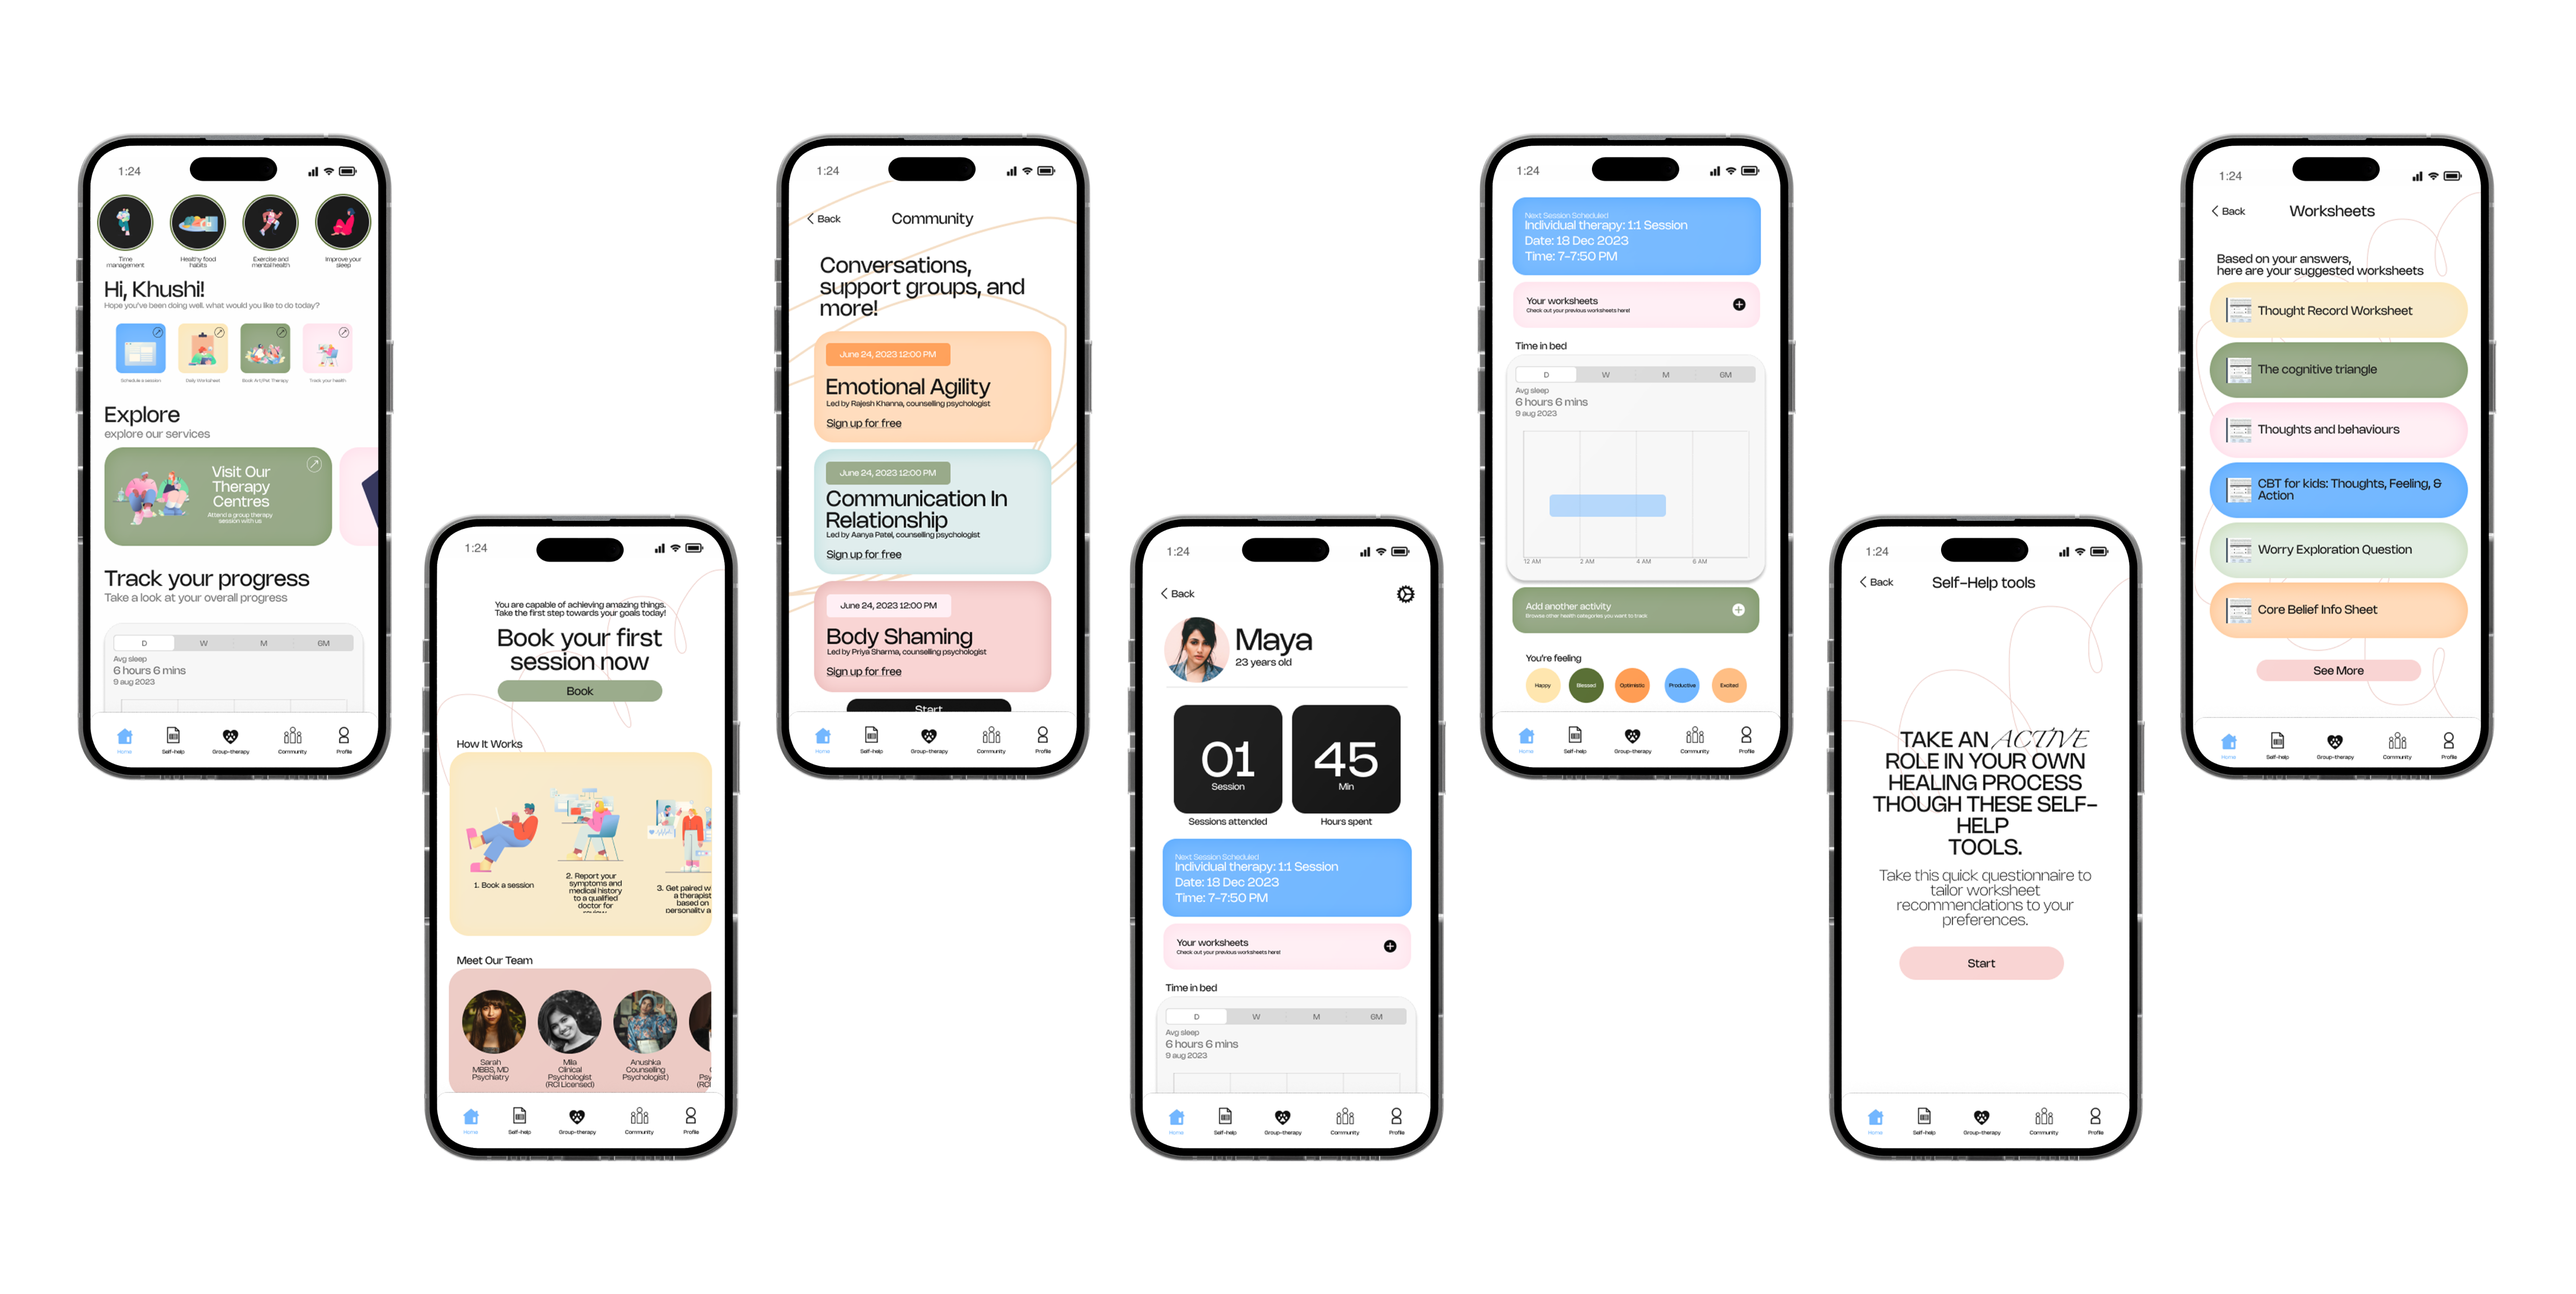 1:24
Time
management
Healthy food
habits
Exercise and
mental health
Improve your
sleep
Hi, Khushi!
Hope you've been doing well. what would you like to do today?
Schedule a session
Daily Worksheet
Book Art/Pet Therapy
Track your health
Explore
explore our services
Visit Our
Therapy
Centres
Attend a group therapy
session with us
Track your progress
Take a look at your overall progress
D W M 6M
Avg sleep
6 hours 6 mins
9 aug 2023
Home Self-help Group-therapy Community Profile
1:24
You are capable of achieving amazing things.
Take the first step towards your goals today!
Book your first
session now
Book
How It Works
1. Book a session
2. Report your
symptoms and
medical history
to a qualified
doctor for
review
3. Get paired w
a therapist
based on
personality a
Meet Our Team
Sarah
MBBS, MD
Psychiatry
Mila
Clinical
Psychologist
(RCI Licensed)
Anushka
Counselling
Psychologist)
Psy
(RCI
Home Self-help Group-therapy Community Profile
1:24
Back
Community
Conversations,
support groups, and
more!
June 24, 2023 12:00 PM
Emotional Agility
Led by Rajesh Khanna, counselling psychologist
Sign up for free
June 24, 2023 12:00 PM
Communication In
Relationship
Led by Aanya Patel, counselling psychologist
Sign up for free
June 24, 2023 12:00 PM
Body Shaming
Led by Priya Sharma, counselling psychologist
Sign up for free
Start
Home Self-help Group-therapy Community Profile
1:24
Back
Maya
23 years old
01
Session
Sessions attended
45
Min
Hours spent
Next Session Scheduled
Individual therapy: 1:1 Session
Date: 18 Dec 2023
Time: 7-7:50 PM
Your worksheets
Check out your previous worksheets here!
Time in bed
D W M 6M
Avg sleep
6 hours 6 mins
9 aug 2023
Home Self-help Group-therapy Community Profile
1:24
Next Session Scheduled
Individual therapy: 1:1 Session
Date: 18 Dec 2023
Time: 7-7:50 PM
Your worksheets
Check out your previous worksheets here!
Time in bed
D W M 6M
Avg sleep
6 hours 6 mins
9 aug 2023
12 AM 2 AM 4 AM 6 AM
Add another activity
Browse other health categories you want to track
You're feeling
Happy Blessed Optimistic Productive Excited
Home Self-help Group-therapy Community Profile
1:24
Back
Self-Help tools
TAKE AN ACTIVE
ROLE IN YOUR OWN
HEALING PROCESS
THOUGH THESE SELF-
HELP
TOOLS.
Take this quick questionnaire to
tailor worksheet
recommendations to your
preferences.
Start
Home Self-help Group-therapy Community Profile
1:24
Back
Worksheets
Based on your answers,
here are your suggested worksheets
Thought Record Worksheet
The cognitive triangle
Thoughts and behaviours
CBT for kids: Thoughts, Feeling, &
Action
Worry Exploration Question
Core Belief Info Sheet
See More
Home Self-help Group-therapy Community Profile